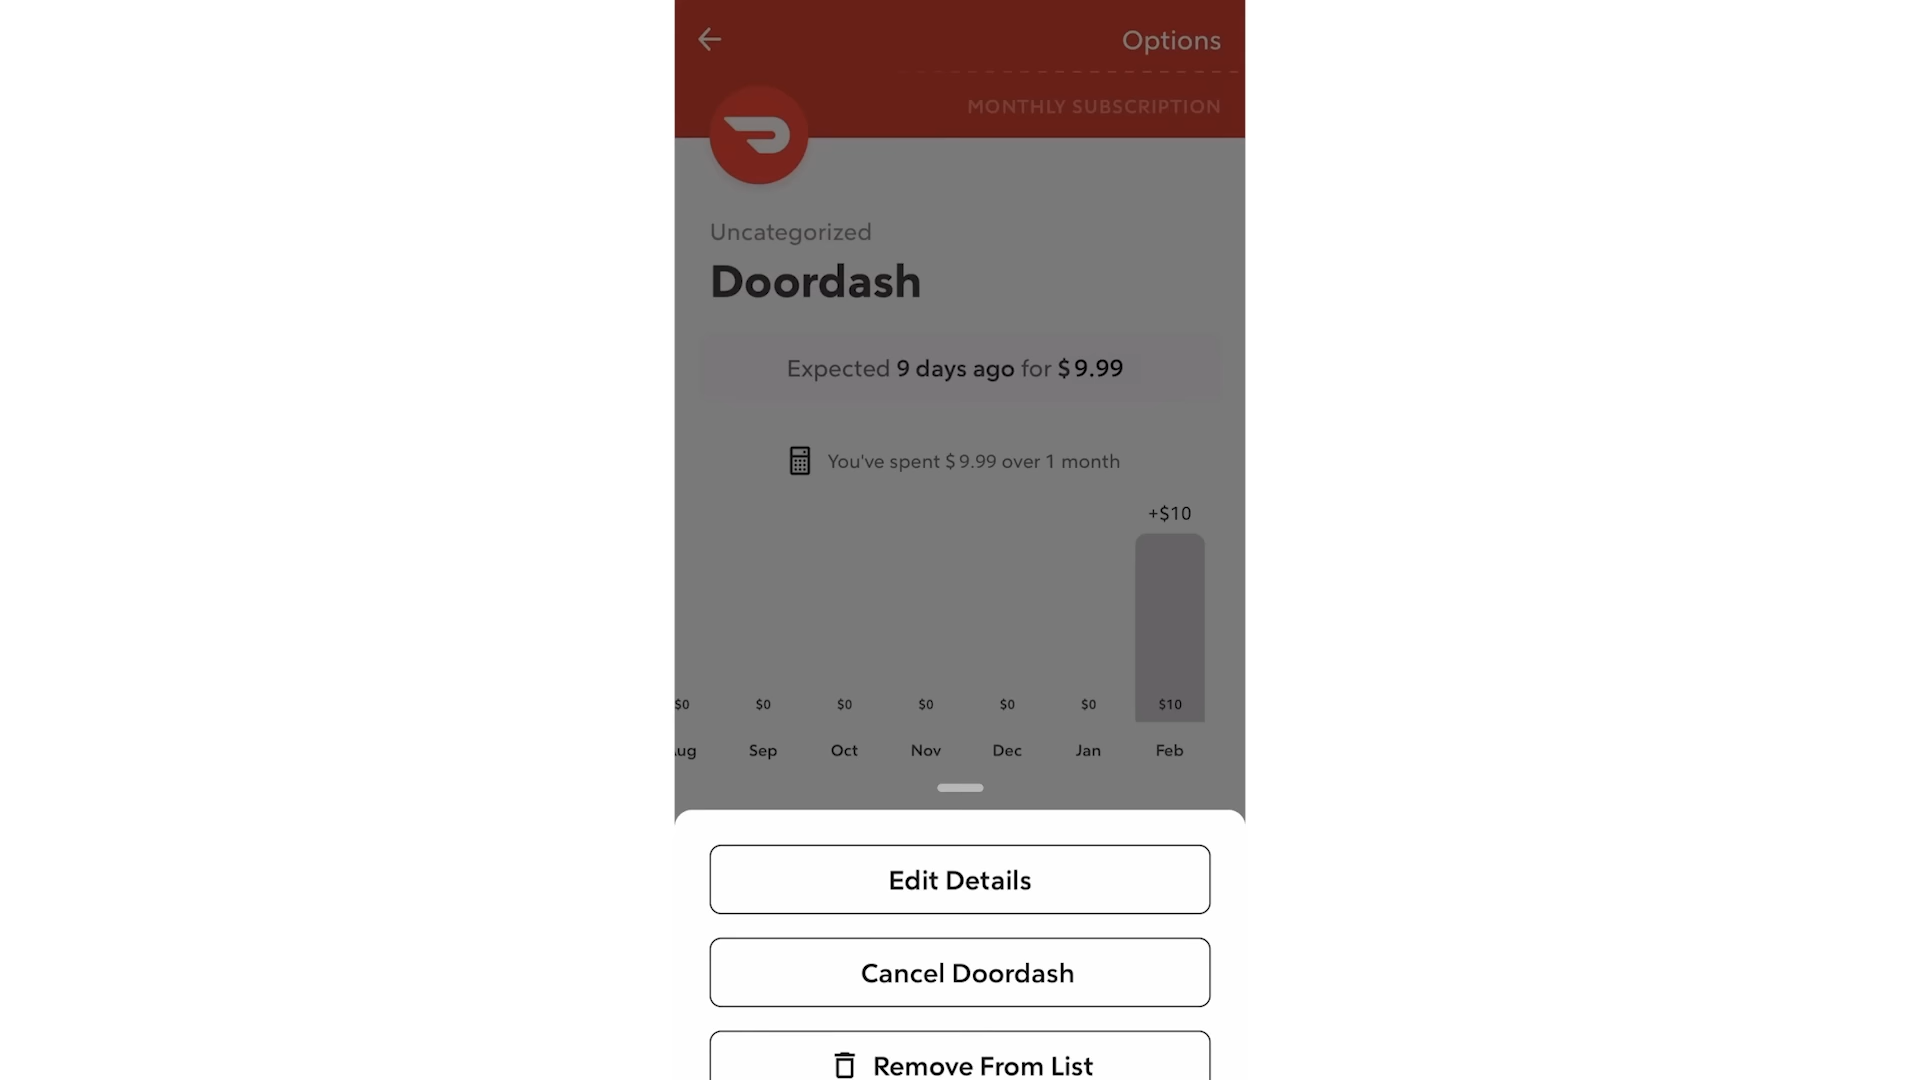 Options
MONTHLY SUBSCRIPTION
Uncategorized
Doordash
Expected 9 days ago for $9.99
You've spent $9.99 over 1 month
+$10
$0 $0 $0 $0 $0 $0 $10
ug Sep Oct Nov Dec Jan Feb
Edit Details
Cancel Doordash
Remove From List